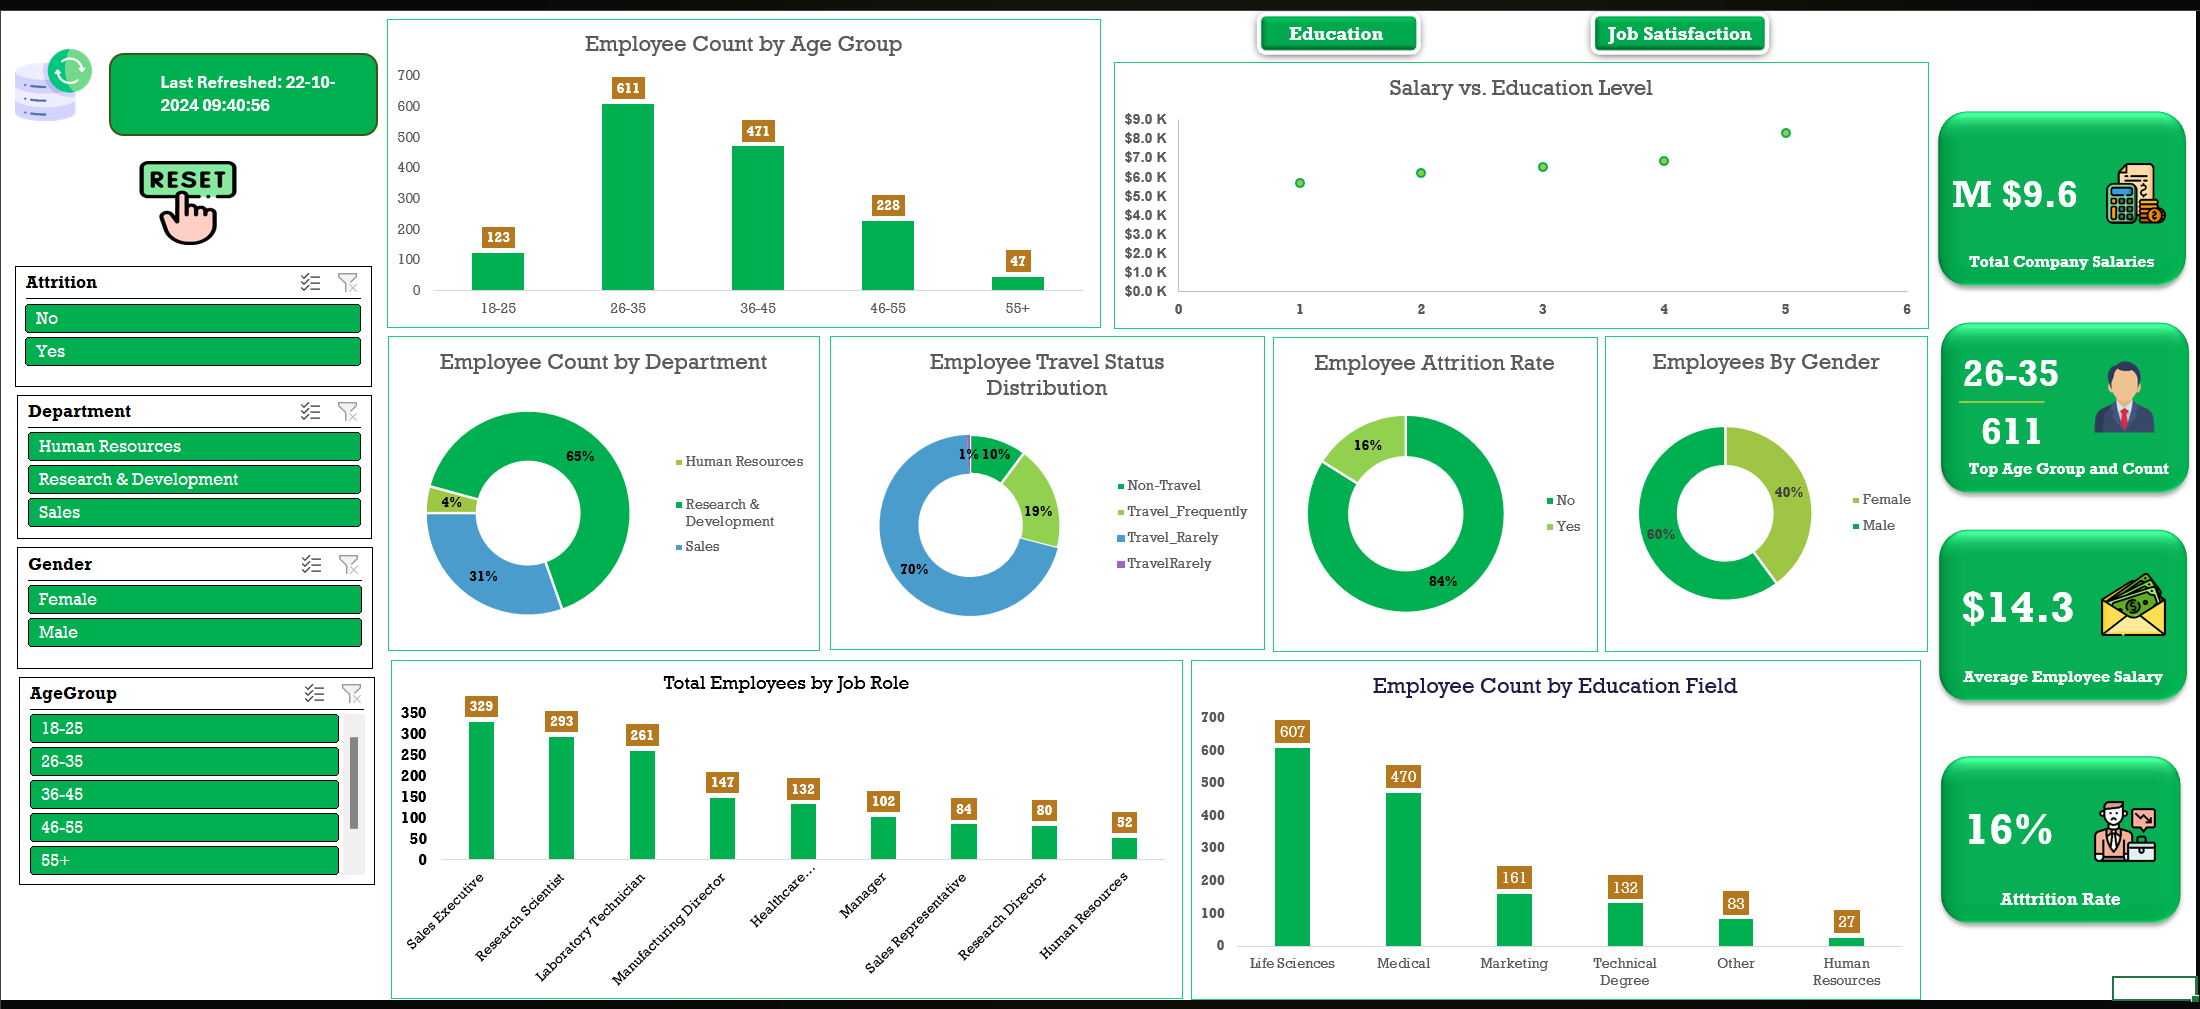 Last Refreshed: 22-10-
2024 09:40:56
RESET
Attrition
No
Yes
Department
Human Resources
Research & Development
Sales
Gender
Female
Male
AgeGroup
18-25
26-35
36-45
46-55
55+
Employee Count by Age Group
700
600
500
400
300
200
100
0
123
611
471
228
47
18-25
26-35
36-45
46-55
55+
Education
Job Satisfaction
Salary vs. Education Level
$9.0 K
$8.0 K
$7.0 K
$6.0 K
$5.0 K
$4.0 K
$3.0 K
$2.0 K
$1.0 K
$0.0 K
0
1
2
3
4
5
6
Employee Count by Department
65%
4%
31%
Human Resources
Research &
Development
Sales
Employee Travel Status
Distribution
1%
10%
19%
70%
Non-Travel
Travel_Frequently
Travel_Rarely
TravelRarely
Employee Attrition Rate
16%
84%
No
Yes
Employees By Gender
40%
60%
Female
Male
Total Employees by Job Role
350
300
250
200
150
100
50
0
329
293
261
147
132
102
84
80
52
Sales Executive
Research Scientist
Laboratory Technician
Manufacturing Director
Healthcare...
Manager
Sales Representative
Research Director
Human Resources
Employee Count by Education Field
700
600
500
400
300
200
100
0
607
470
161
132
83
27
Life Sciences
Medical
Marketing
Technical
Degree
Other
Human
Resources
M $9.6
Total Company Salaries
26-35
611
Top Age Group and Count
$14.3
Average Employee Salary
16%
Atttrition Rate